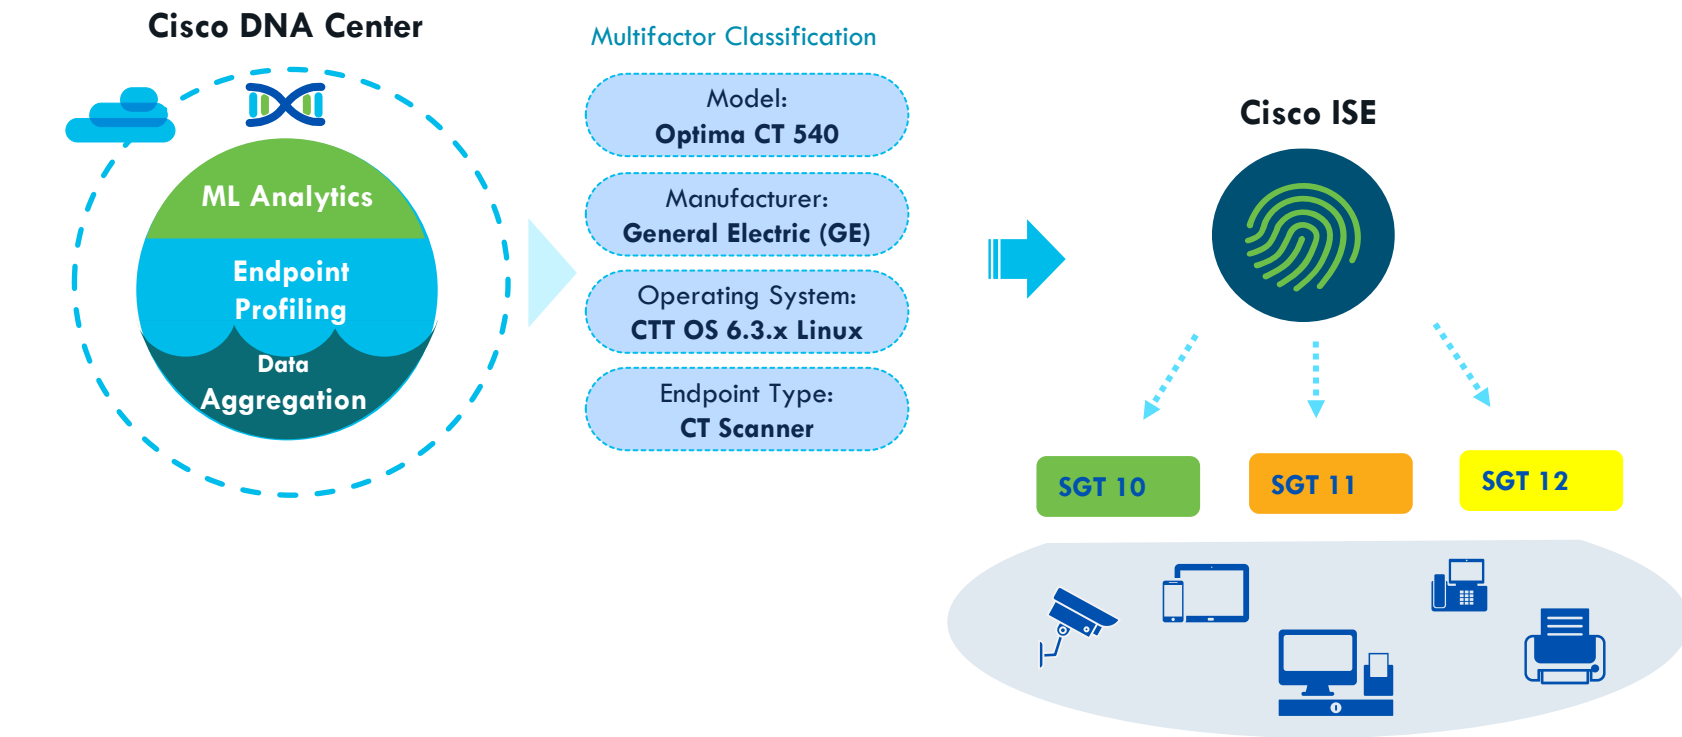 Cisco DNA Center
ML Analytics
Endpoint
Profiling
Data
Aggregation
Multifactor Classification
Model:
Optima CT 540
Manufacturer:
General Electric (GE)
Operating System:
CTT OS 6.3.x Linux
Endpoint Type:
CT Scanner
Cisco ISE
SGT 10
SGT 11
SGT 12